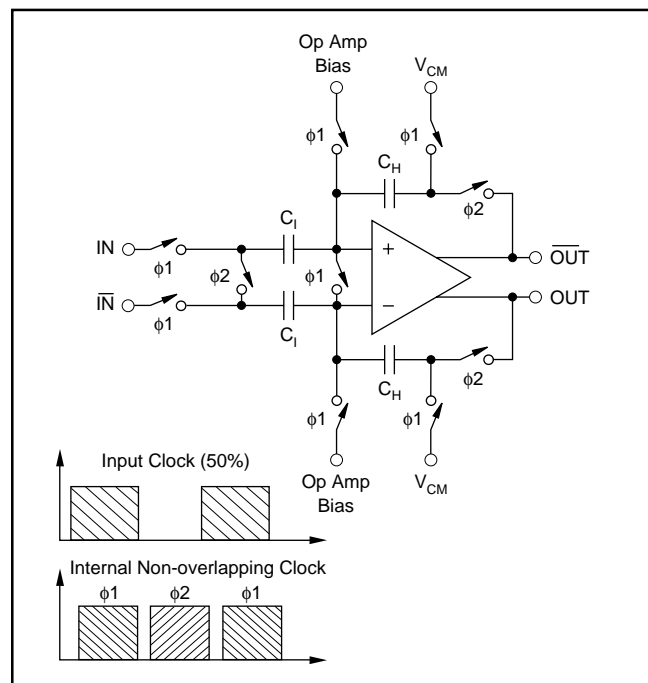 Op Amp
Bias
V_CM
ϕ1
ϕ1
C_H
ϕ2
IN
ϕ1
C_I
ϕ2
ϕ1
+
OUT̅
I̅N̅
ϕ1
C_I
−
OUT
C_H
ϕ2
ϕ1
ϕ1
Op Amp
Bias
V_CM
Input Clock (50%)
Internal Non-overlapping Clock
ϕ1 ϕ2 ϕ1